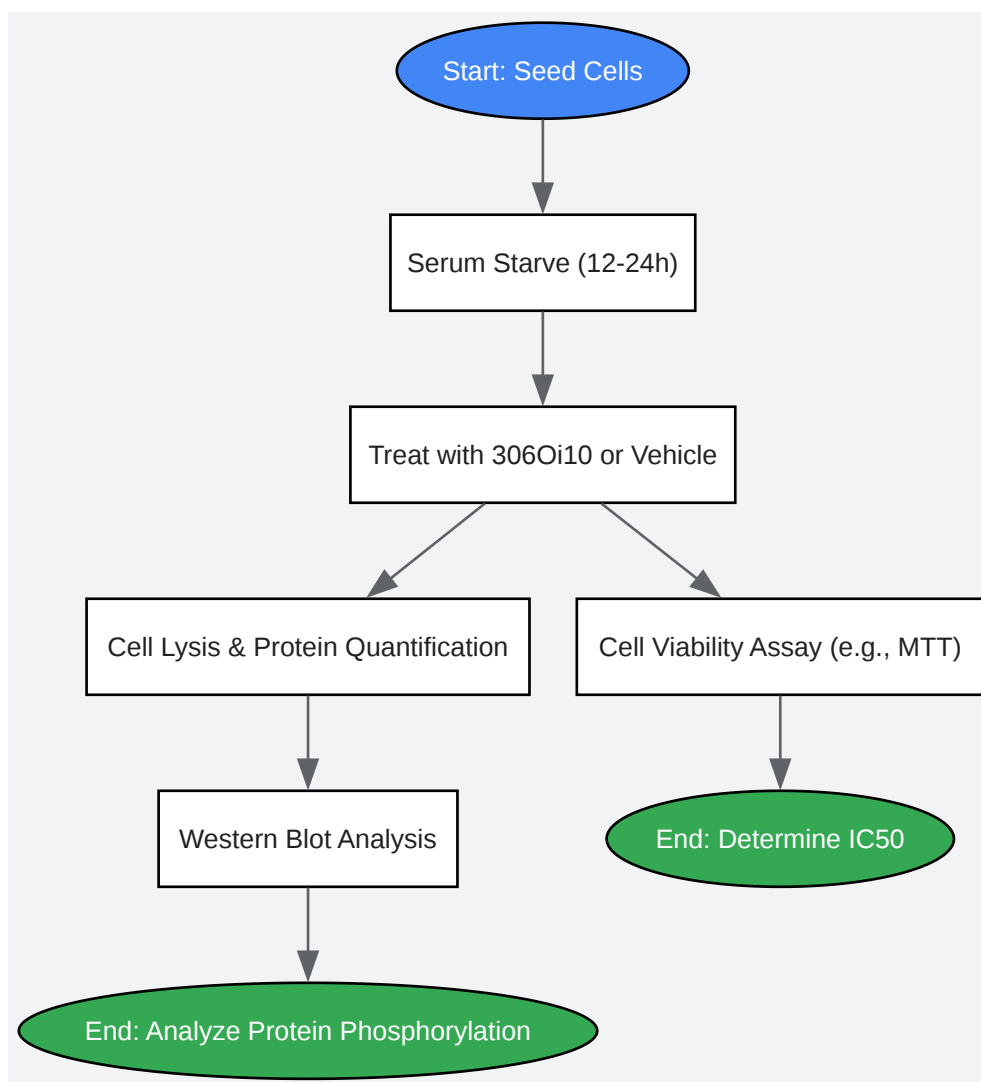 Start: Seed Cells
Serum Starve (12-24h)
Treat with 306Oi10 or Vehicle
Cell Lysis & Protein Quantification
Cell Viability Assay (e.g., MTT)
Western Blot Analysis
End: Determine IC50
End: Analyze Protein Phosphorylation